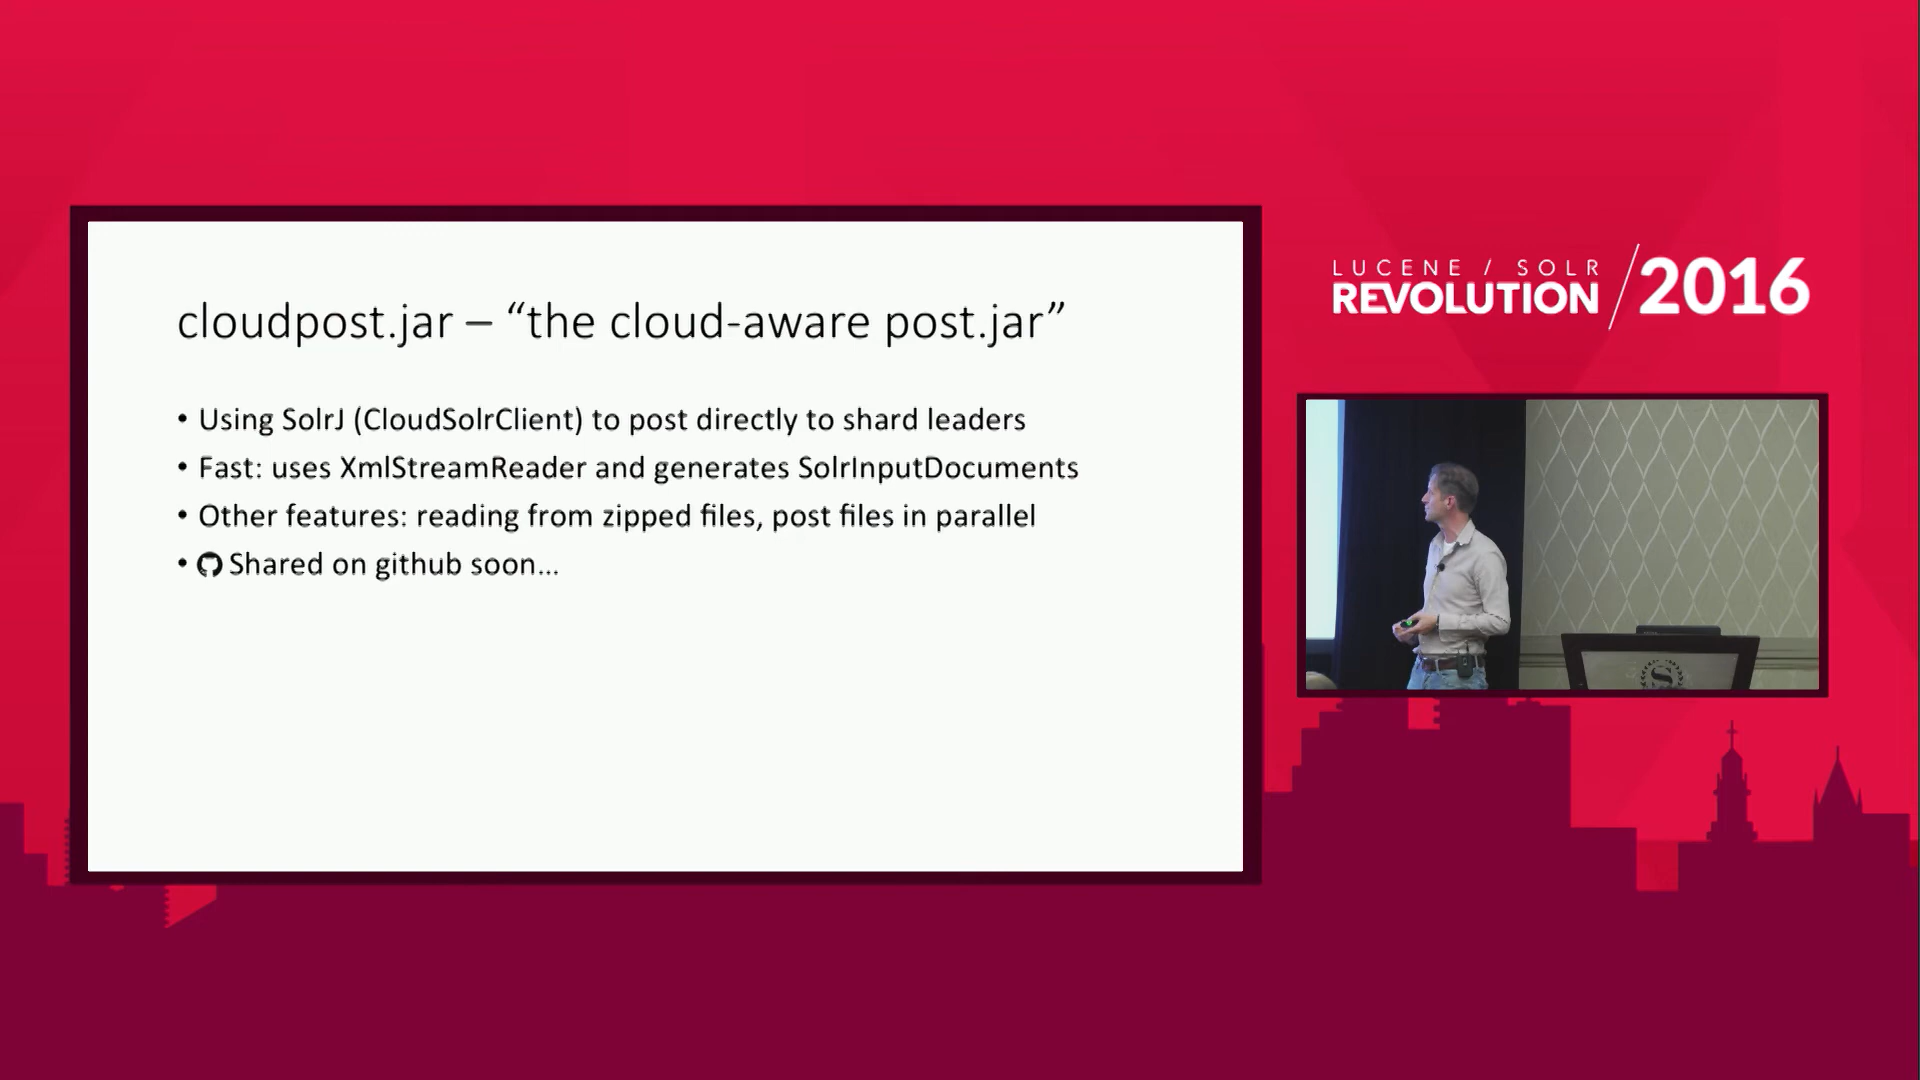 cloudpost.jar – “the cloud-aware post.jar”
• Using SolrJ (CloudSolrClient) to post directly to shard leaders
• Fast: uses XmlStreamReader and generates SolrInputDocuments
• Other features: reading from zipped files, post files in parallel
• Shared on github soon...
LUCENE / SOLR
REVOLUTION / 2016
S